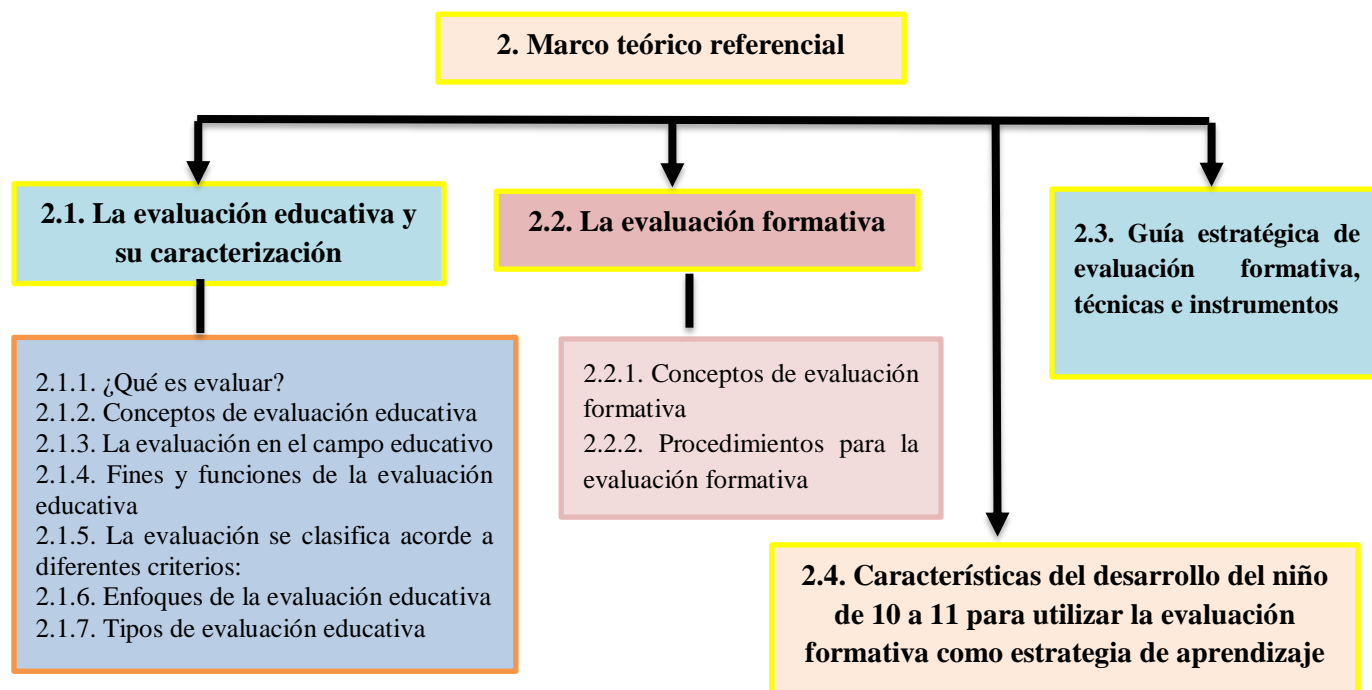 2. Marco teórico referencial
2.1. La evaluación educativa y
su caracterización
2.1.1. ¿Qué es evaluar?
2.1.2. Conceptos de evaluación educativa
2.1.3. La evaluación en el campo educativo
2.1.4. Fines y funciones de la evaluación
educativa
2.1.5. La evaluación se clasifica acorde a
diferentes criterios:
2.1.6. Enfoques de la evaluación educativa
2.1.7. Tipos de evaluación educativa
2.2. La evaluación formativa
2.2.1. Conceptos de evaluación
formativa
2.2.2. Procedimientos para la
evaluación formativa
2.3. Guía estratégica de
evaluación formativa,
técnicas e instrumentos
2.4. Características del desarrollo del niño
de 10 a 11 para utilizar la evaluación
formativa como estrategia de aprendizaje